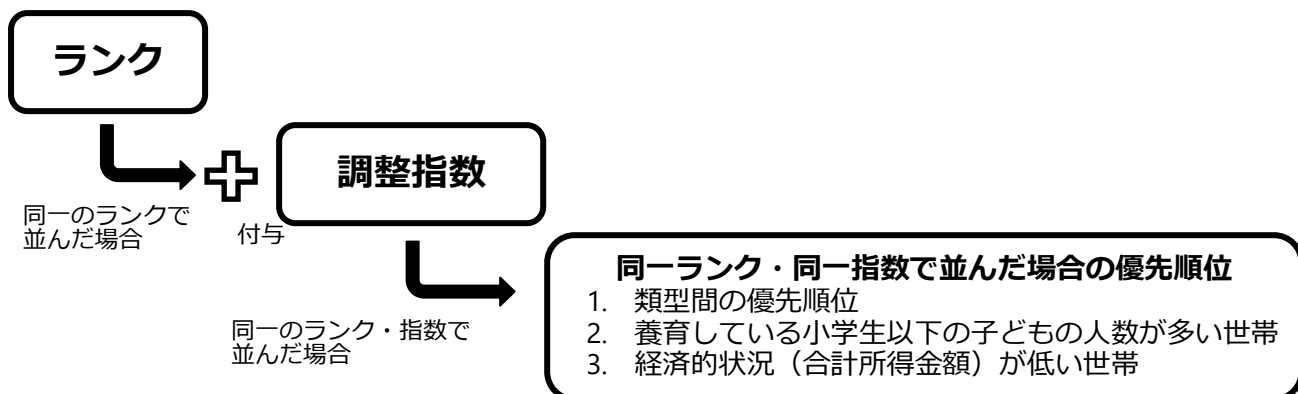 ランク
同一のランクで
並んだ場合
付与
調整指数
同一のランク・指数で
並んだ場合
同一ランク・同一指数で並んだ場合の優先順位
1. 類型間の優先順位
2. 養育している小学生以下の子どもの人数が多い世帯
3. 経済的状況（合計所得金額）が低い世帯